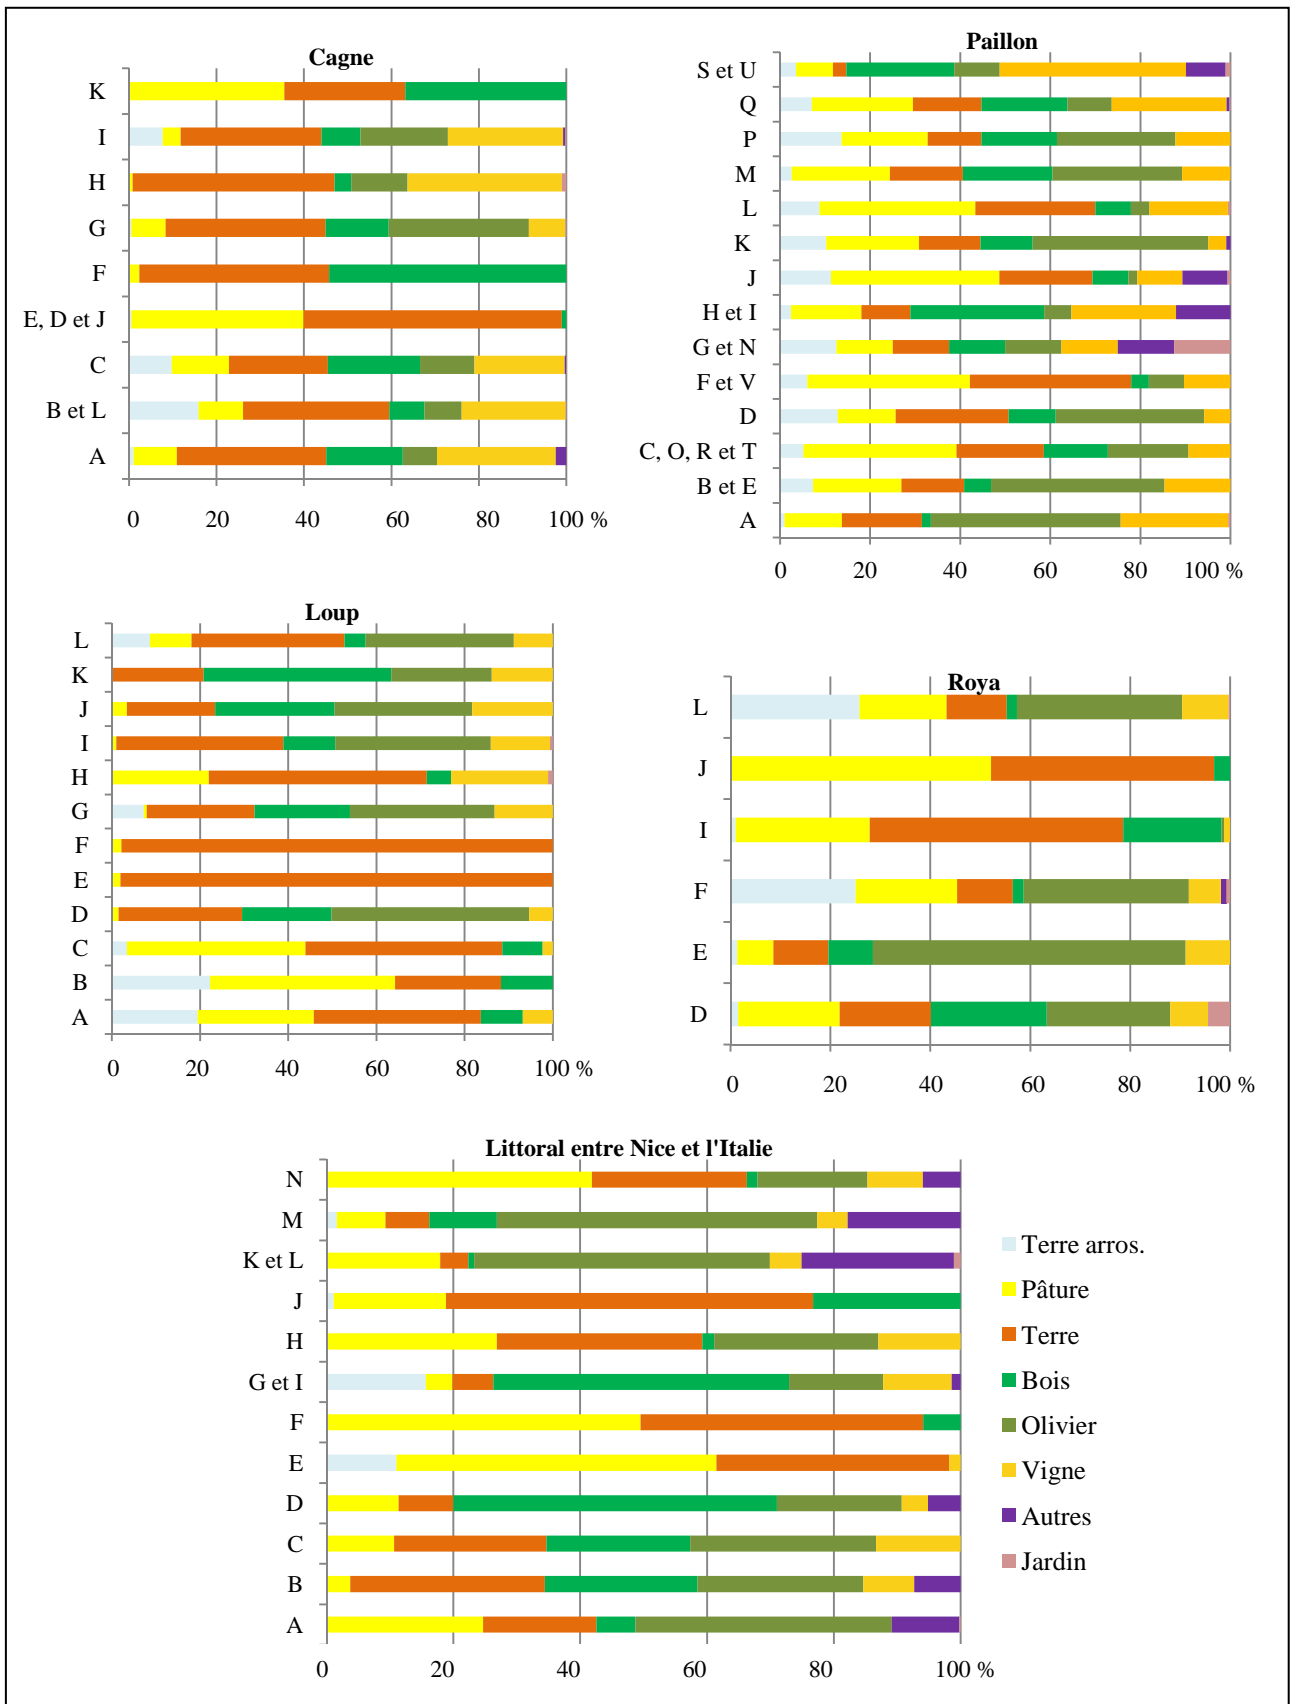 Cagne
K
I
H
G
F
E, D et J
C
B et L
A
0 20 40 60 80 100 %
Paillon
S et U
Q
P
M
L
K
J
H et I
G et N
F et V
D
C, O, R et T
B et E
A
0 20 40 60 80 100 %
Loup
L
K
J
I
H
G
F
E
D
C
B
A
0 20 40 60 80 100 %
Roya
L
J
I
F
E
D
0 20 40 60 80 100 %
Littoral entre Nice et l'Italie
N
M
K et L
J
H
G et I
F
E
D
C
B
A
0 20 40 60 80 100 %
Terre arros.
Pâture
Terre
Bois
Olivier
Vigne
Autres
Jardin